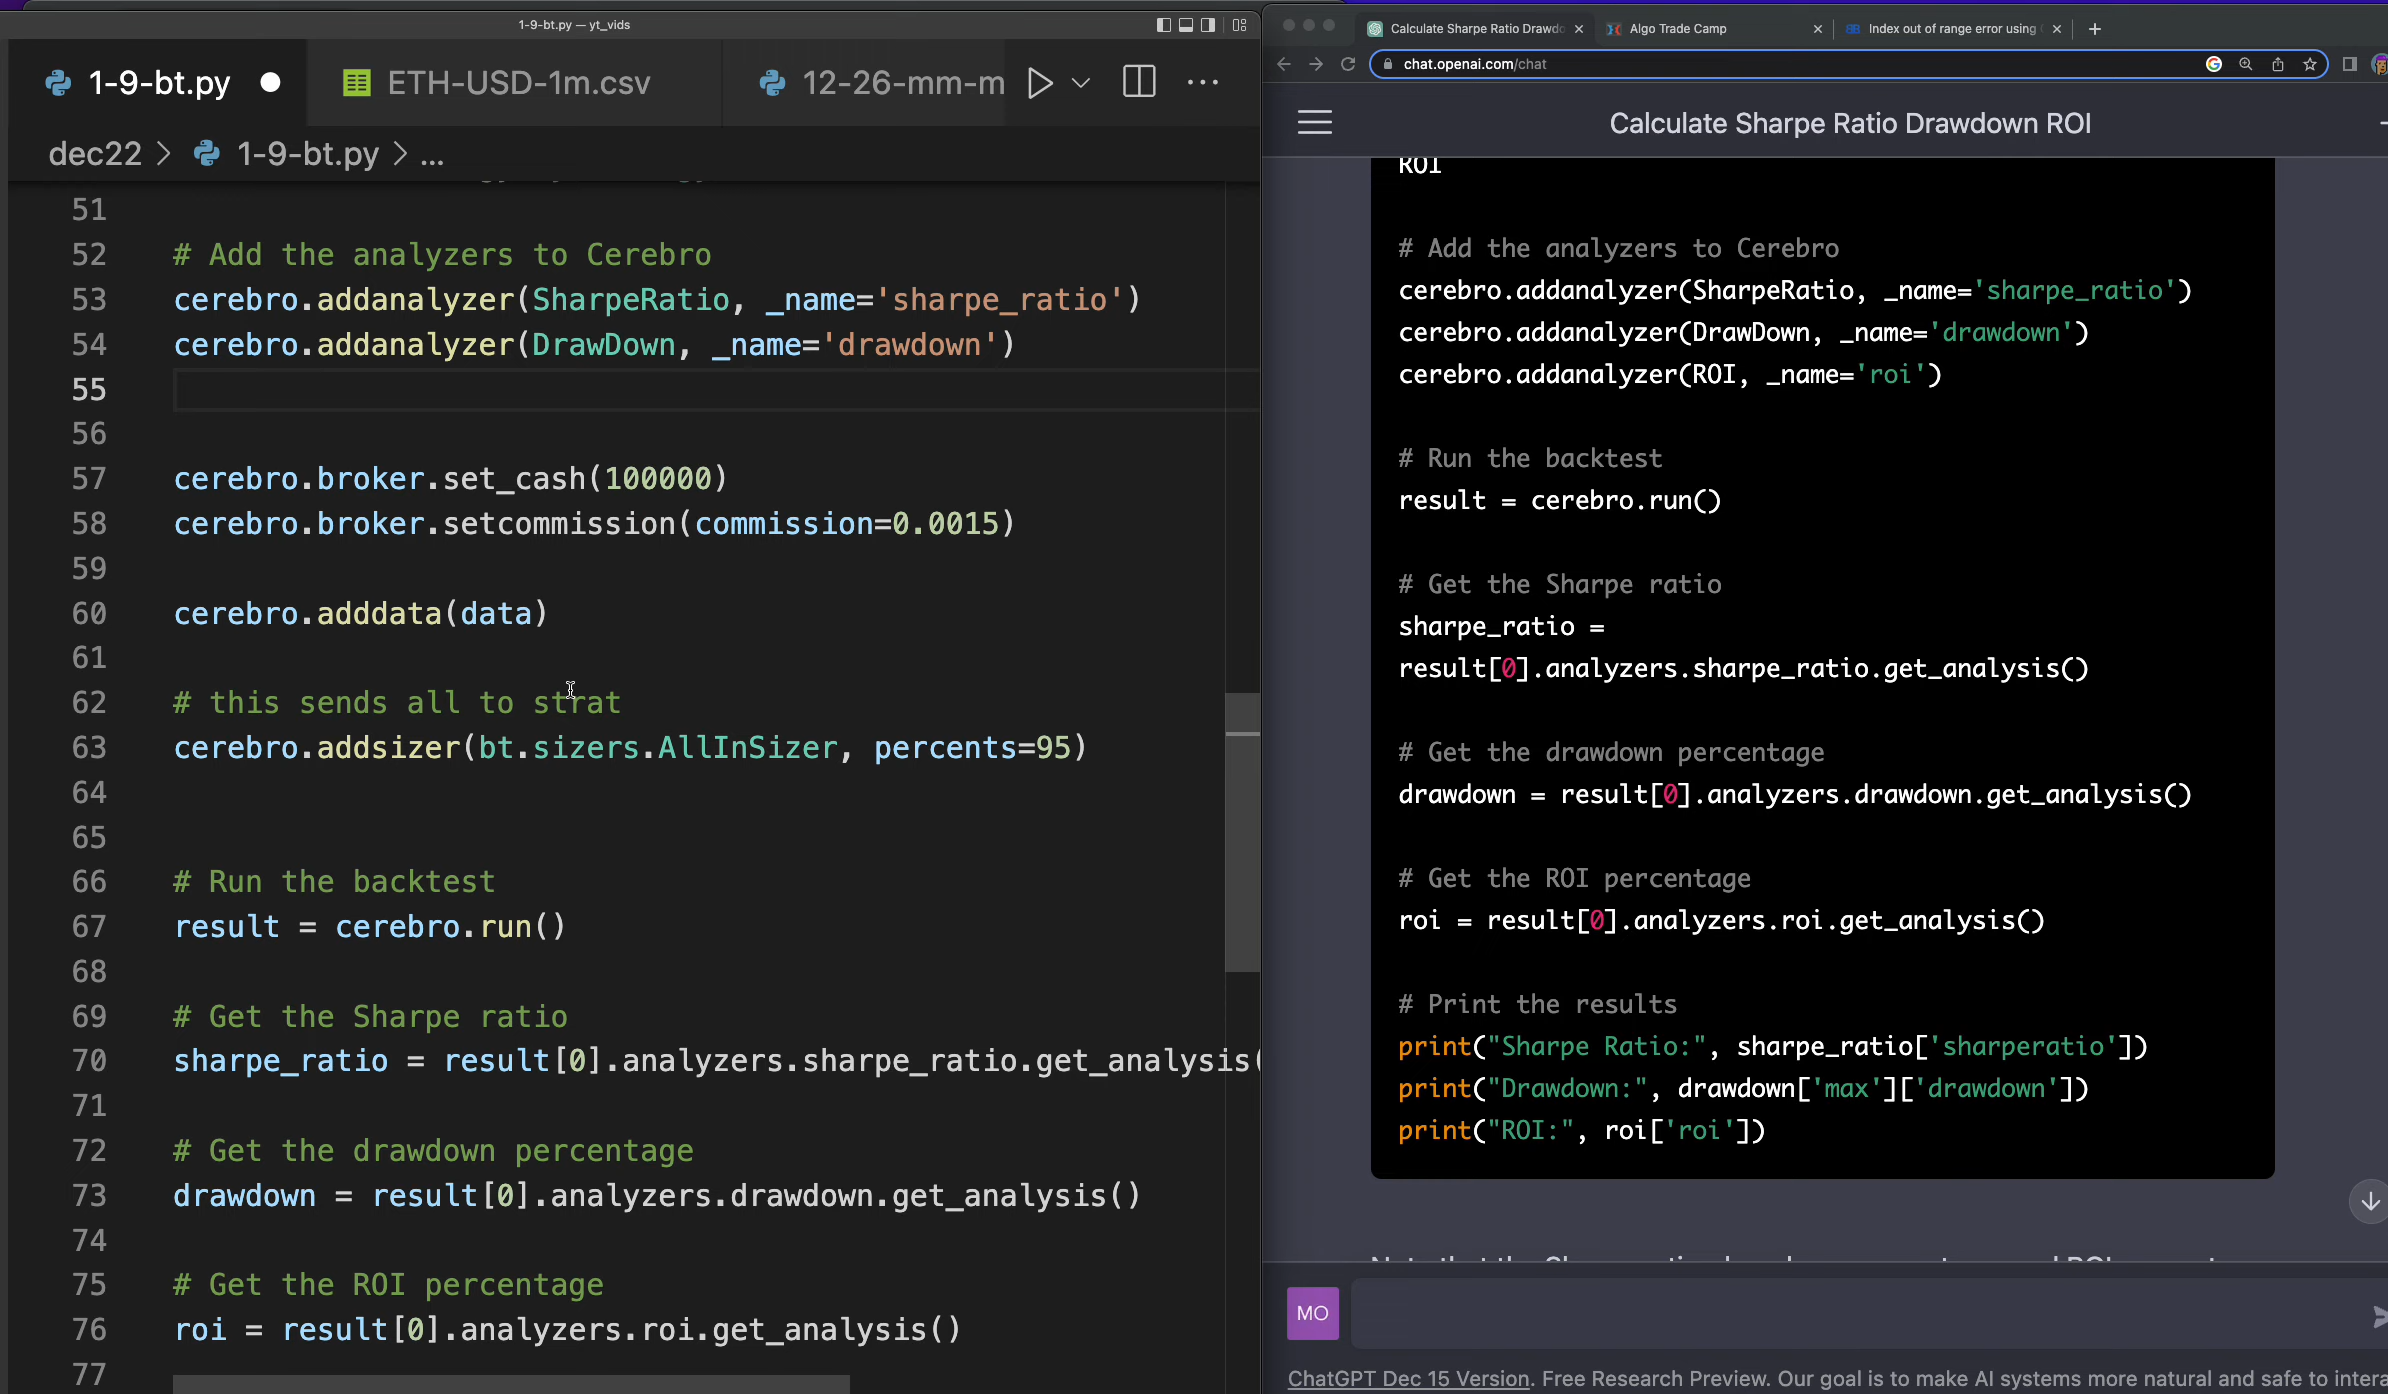 1-9-bt.py — yt_vids
1-9-bt.py
ETH-USD-1m.csv
12-26-mm-m
dec22 > 1-9-bt.py > ...
51
52 # Add the analyzers to Cerebro
53 cerebro.addanalyzer(SharpeRatio, _name='sharpe_ratio')
54 cerebro.addanalyzer(DrawDown, _name='drawdown')
55
56
57 cerebro.broker.set_cash(100000)
58 cerebro.broker.setcommission(commission=0.0015)
59
60 cerebro.adddata(data)
61
62 # this sends all to strat
63 cerebro.addsizer(bt.sizers.AllInSizer, percents=95)
64
65
66 # Run the backtest
67 result = cerebro.run()
68
69 # Get the Sharpe ratio
70 sharpe_ratio = result[0].analyzers.sharpe_ratio.get_analysis(
71
72 # Get the drawdown percentage
73 drawdown = result[0].analyzers.drawdown.get_analysis()
74
75 # Get the ROI percentage
76 roi = result[0].analyzers.roi.get_analysis()
77
Calculate Sharpe Ratio Drawdo
Algo Trade Camp
Index out of range error using
chat.openai.com/chat
Calculate Sharpe Ratio Drawdown ROI
ROI
# Add the analyzers to Cerebro
cerebro.addanalyzer(SharpeRatio, _name='sharpe_ratio')
cerebro.addanalyzer(DrawDown, _name='drawdown')
cerebro.addanalyzer(ROI, _name='roi')
# Run the backtest
result = cerebro.run()
# Get the Sharpe ratio
sharpe_ratio =
result[0].analyzers.sharpe_ratio.get_analysis()
# Get the drawdown percentage
drawdown = result[0].analyzers.drawdown.get_analysis()
# Get the ROI percentage
roi = result[0].analyzers.roi.get_analysis()
# Print the results
print("Sharpe Ratio:", sharpe_ratio['sharperatio'])
print("Drawdown:", drawdown['max']['drawdown'])
print("ROI:", roi['roi'])
MO
ChatGPT Dec 15 Version. Free Research Preview. Our goal is to make AI systems more natural and safe to intera